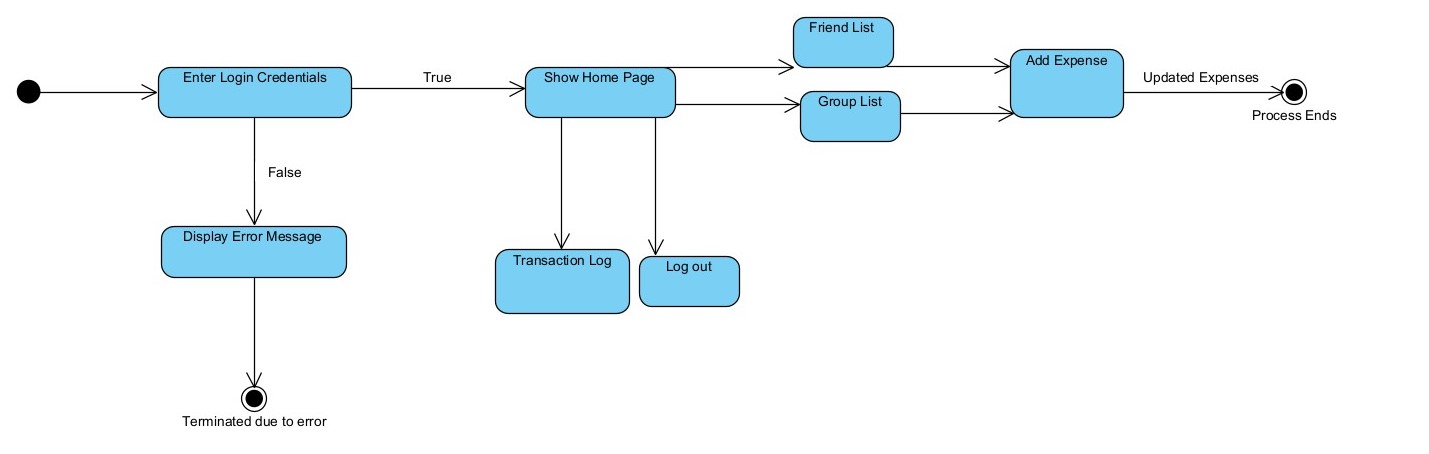 Friend List
Enter Login Credentials
True
Show Home Page
Add Expense
Updated Expenses
Group List
Process Ends
False
Display Error Message
Transaction Log
Log out
Terminated due to error